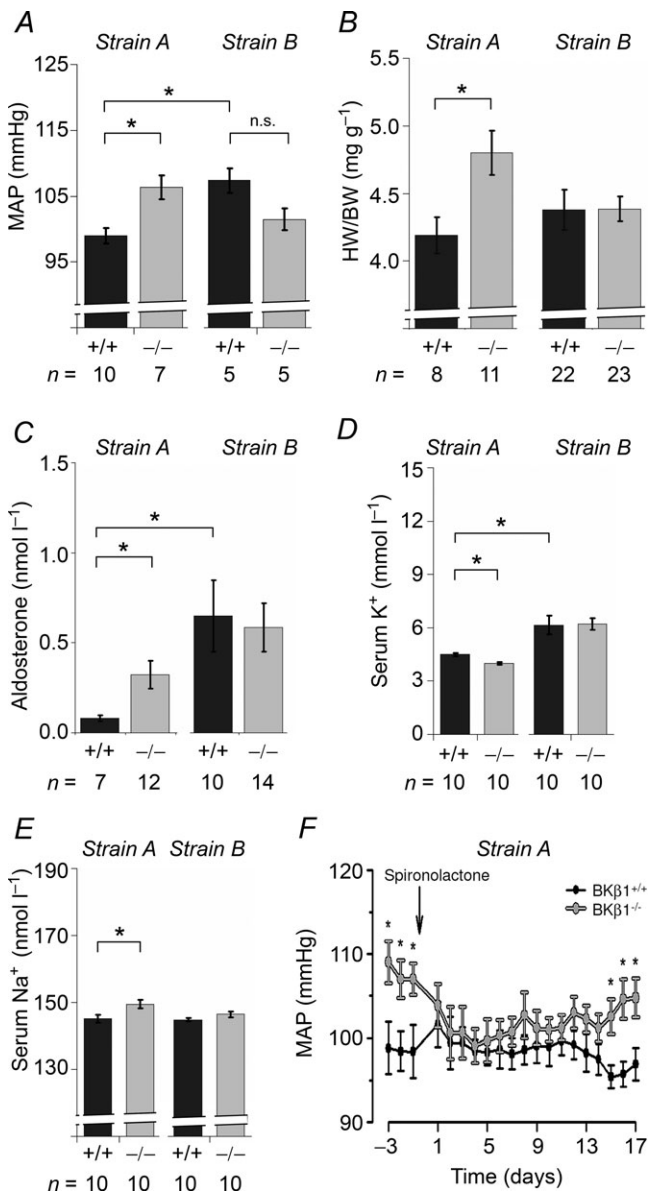 A
Strain A Strain B
MAP (mmHg)
125
115
105
95
*
*
n.s.
+/+ −/− +/+ −/−
n = 10 7 5 5
B
Strain A Strain B
HW/BW (mg g−1)
5.5
5.0
4.5
4.0
*
+/+ −/− +/+ −/−
8 11 22 23
C
Strain A Strain B
Aldosterone (nmol l−1)
1.5
1.0
0.5
0.0
*
*
+/+ −/− +/+ −/−
n = 7 12 10 14
D
Strain A Strain B
Serum K+ (mmol l−1)
15
12
9
6
3
0
*
*
+/+ −/− +/+ −/−
10 10 10 10
E
Strain A Strain B
Serum Na+ (nmol l−1)
190
170
150
130
*
+/+ −/− +/+ −/−
n = 10 10 10 10
F
Strain A
Spironolactone
BKβ1+/+
BKβ1-/-
MAP (mmHg)
120
110
100
90
* * * * * *
−3 1 5 9 13 17
Time (days)